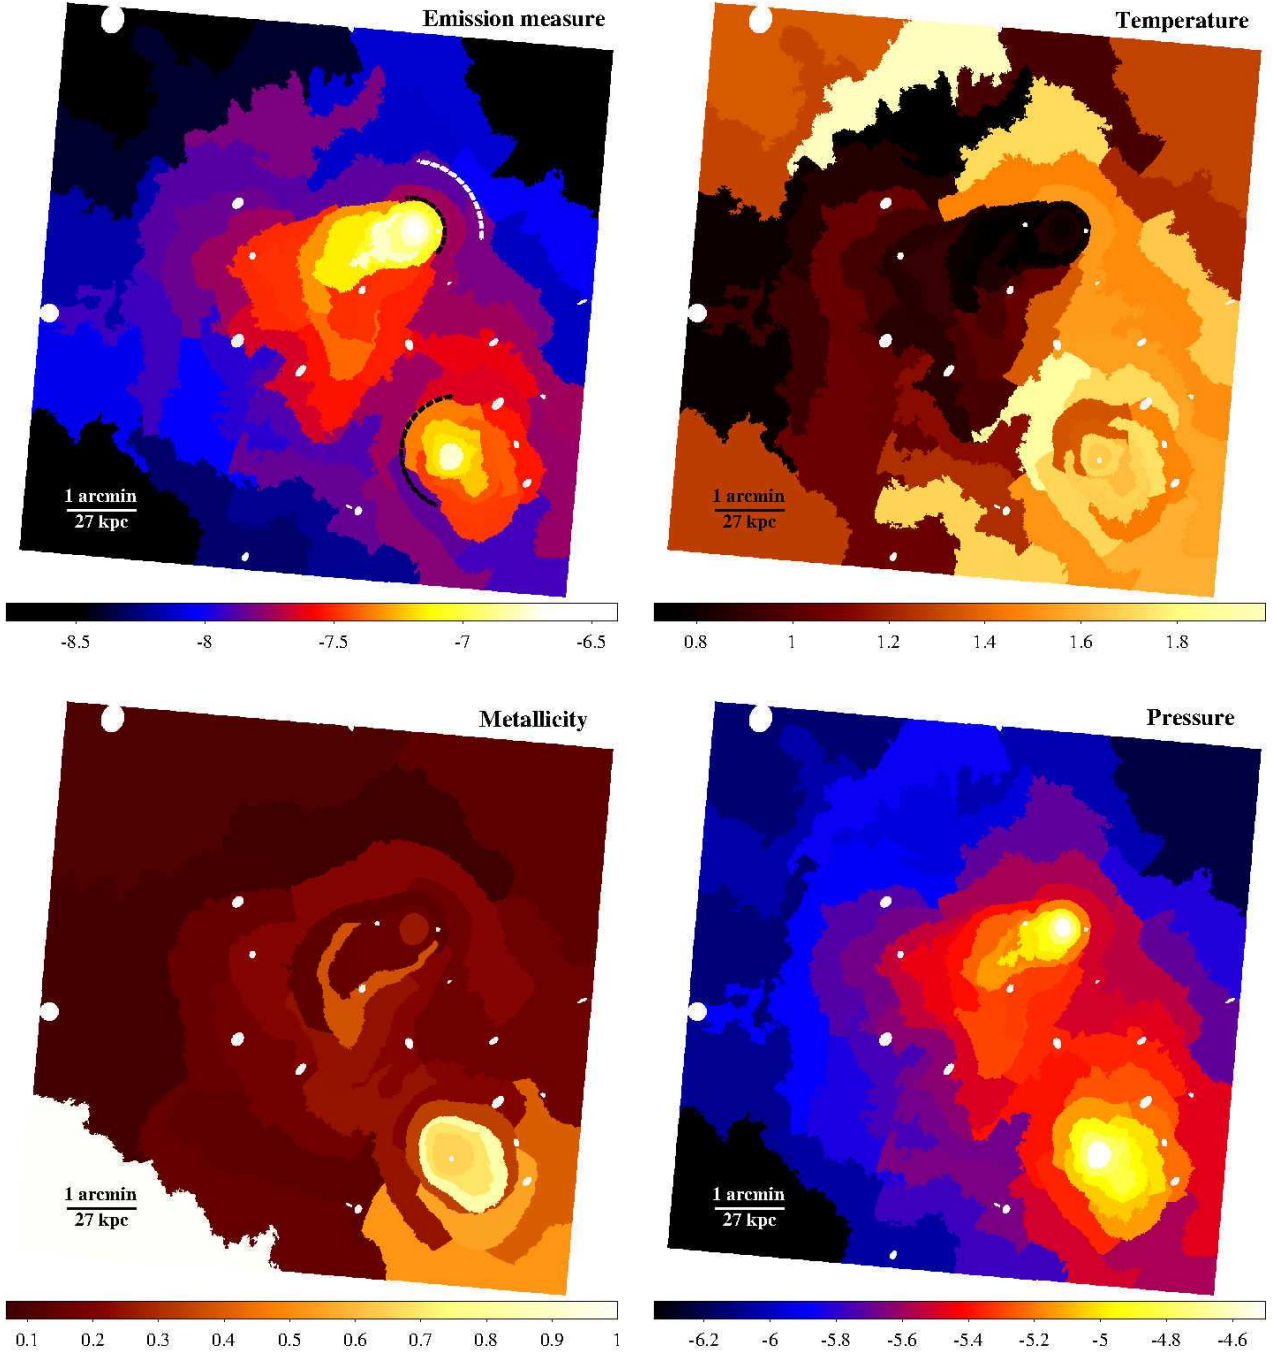 Emission measure
Temperature
1 arcmin
27 kpc
1 arcmin
27 kpc
-8.5 -8 -7.5 -7 -6.5
0.8 1 1.2 1.4 1.6 1.8
Metallicity
Pressure
1 arcmin
27 kpc
1 arcmin
27 kpc
0.1 0.2 0.3 0.4 0.5 0.6 0.7 0.8 0.9 1
-6.2 -6 -5.8 -5.6 -5.4 -5.2 -5 -4.8 -4.6